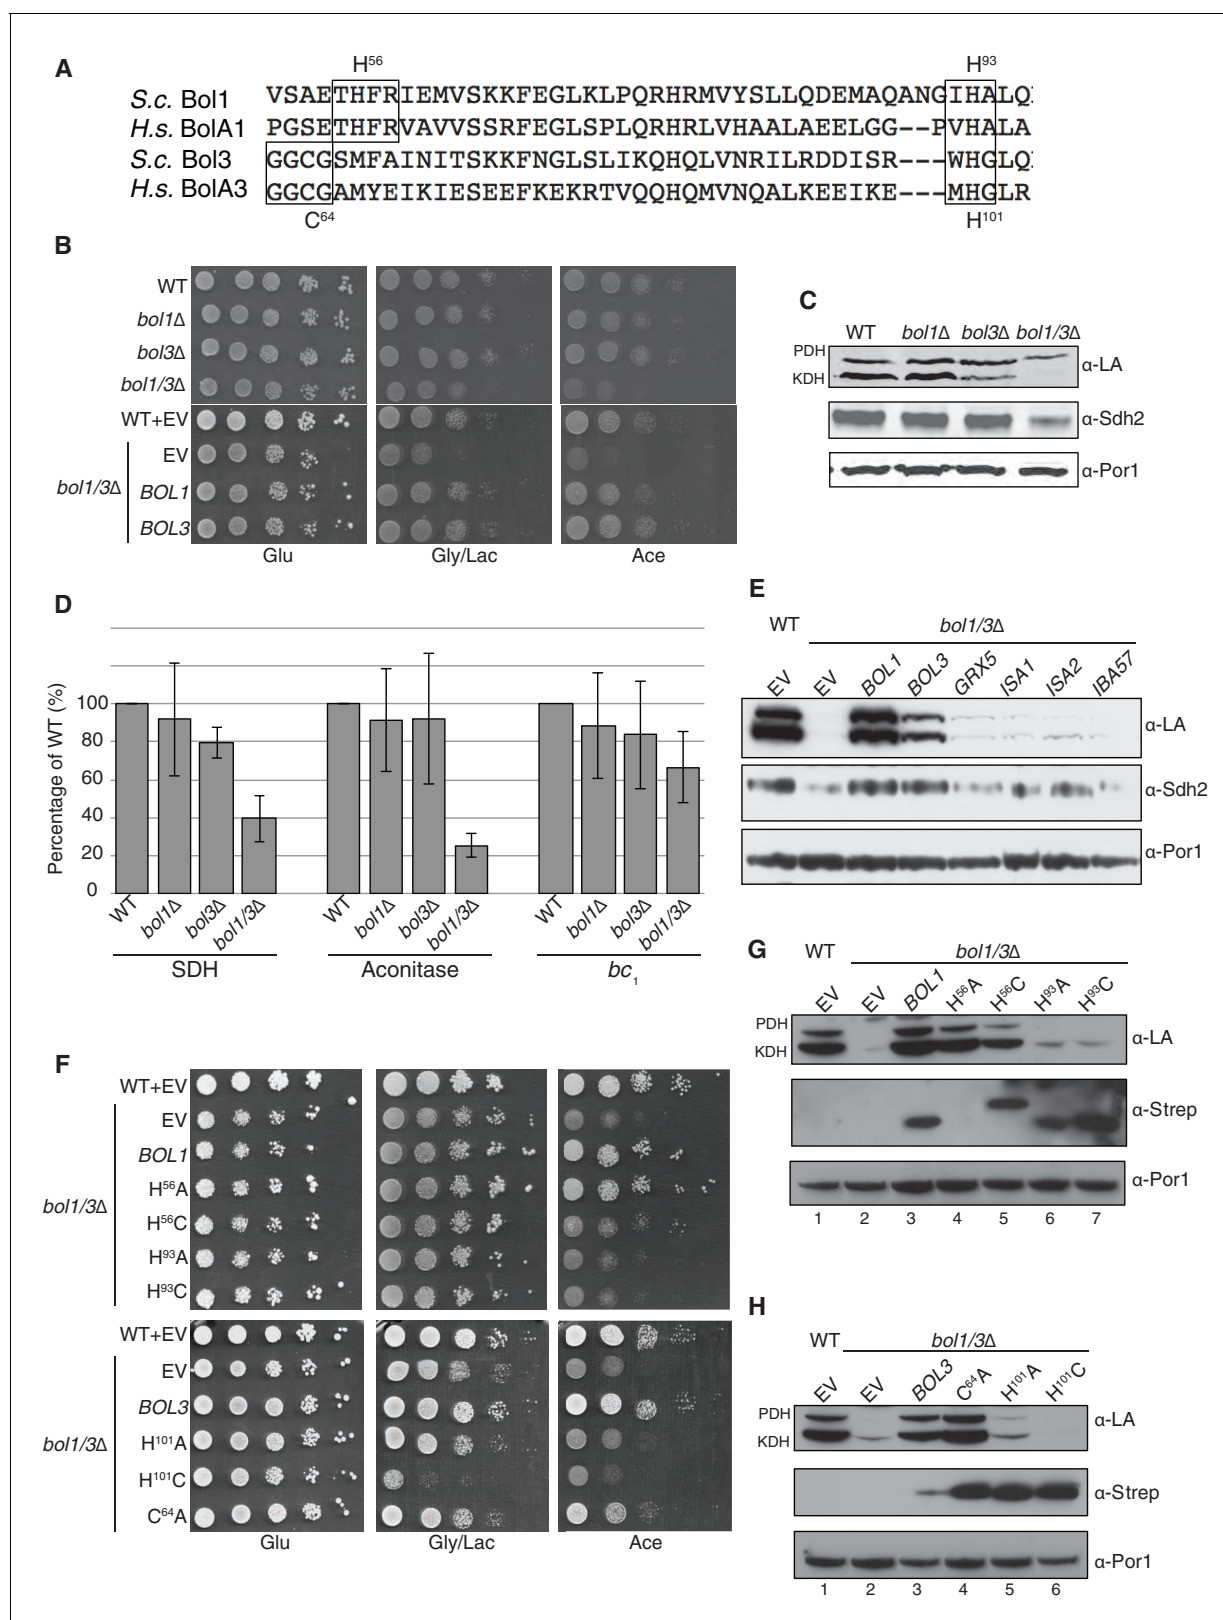 A
H⁵⁶ H⁹³
S.c. Bol1 VSAETHFRIEMVSKKFEGLKLPQRHRMVYSLLQDEMAQANGIHALQ
H.s. BolA1 PGSETHFRVAVVSSRFEGLSPLQRHRLVHAALAEELGG--PVHALA
S.c. Bol3 GGCGSMFAINITSKKFNGLSLIKQHQLVNRILRDDISR---WHGLQ
H.s. BolA3 GGCGAMYEIKIESEEFKEKRTVQQHQMVNQALKEEIKE---MHGLR
C⁶⁴ H¹⁰¹
B
WT
bol1Δ
bol3Δ
bol1/3Δ
WT+EV
EV
BOL1
BOL3
bol1/3Δ
Glu Gly/Lac Ace
C
WT bol1Δ bol3Δ bol1/3Δ
PDH
KDH
α-LA
α-Sdh2
α-Por1
D
Percentage of WT (%)
100
80
60
40
20
0
WT bol1Δ bol3Δ bol1/3Δ WT bol1Δ bol3Δ bol1/3Δ WT bol1Δ bol3Δ bol1/3Δ
SDH Aconitase bc₁
E
WT bol1/3Δ
EV EV BOL1 BOL3 GRX5 ISA1 ISA2 IBA57
α-LA
α-Sdh2
α-Por1
F
WT+EV
EV
BOL1
H⁵⁶A
H⁵⁶C
H⁹³A
H⁹³C
bol1/3Δ
WT+EV
EV
BOL3
H¹⁰¹A
H¹⁰¹C
C⁶⁴A
bol1/3Δ
Glu Gly/Lac Ace
G
WT bol1/3Δ
EV EV BOL1 H⁵⁶A H⁵⁶C H⁹³A H⁹³C
PDH
KDH
α-LA
α-Strep
α-Por1
1 2 3 4 5 6 7
H
WT bol1/3Δ
EV EV BOL3 C⁶⁴A H¹⁰¹A H¹⁰¹C
PDH
KDH
α-LA
α-Strep
α-Por1
1 2 3 4 5 6